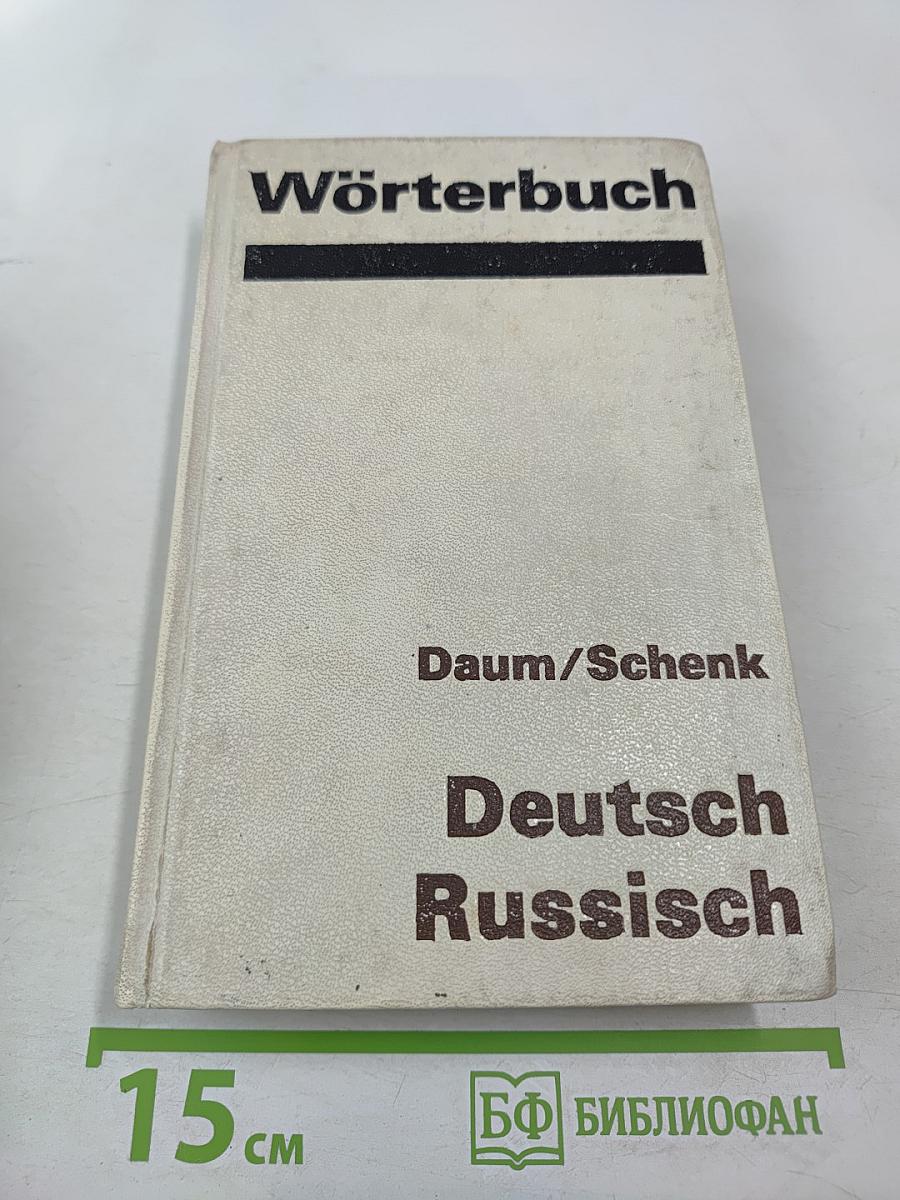 Wörterbuch
Daum/Schenk
Deutsch
Russisch
15 см
БФ БИБЛИОФАН